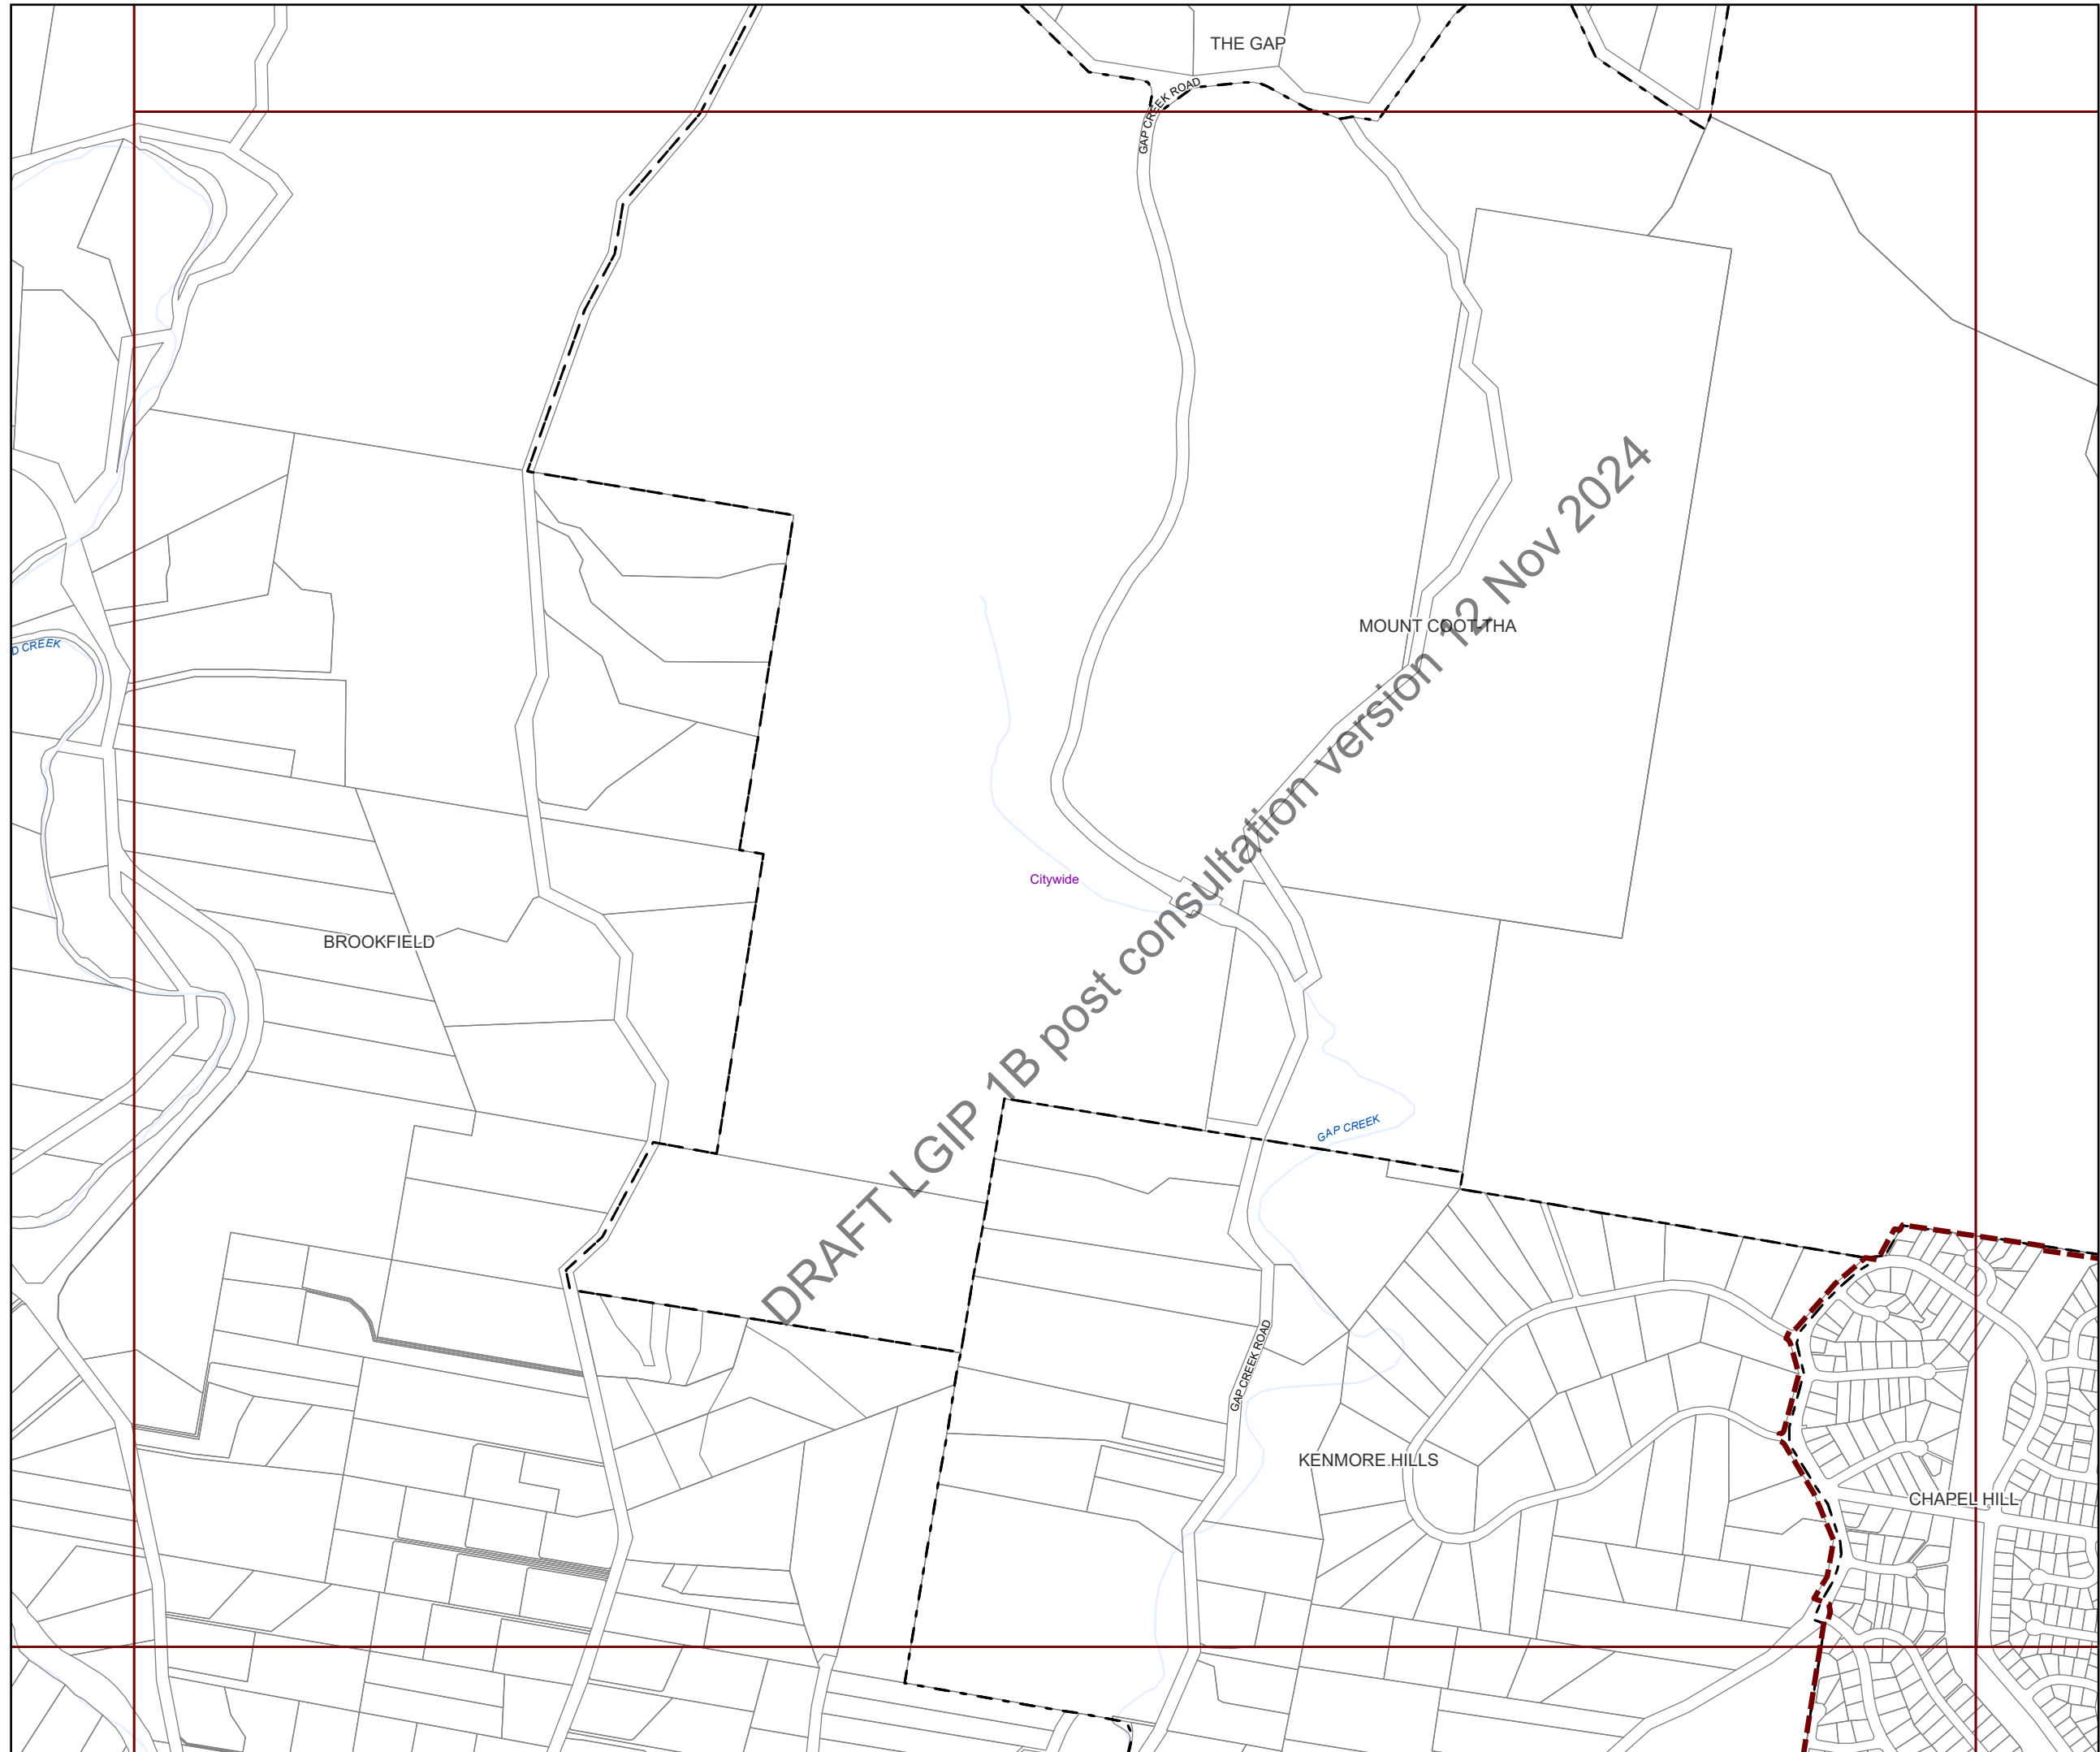 THE GAP
GAP CREEK ROAD
MOUNT COOT-THA
D CREEK
Citywide
BROOKFIELD
DRAFT LGIP 1B post consultation version 12 Nov 2024
GAP CREEK
GAP CREEK ROAD
KENMORE HILLS
CHAPEL HILL